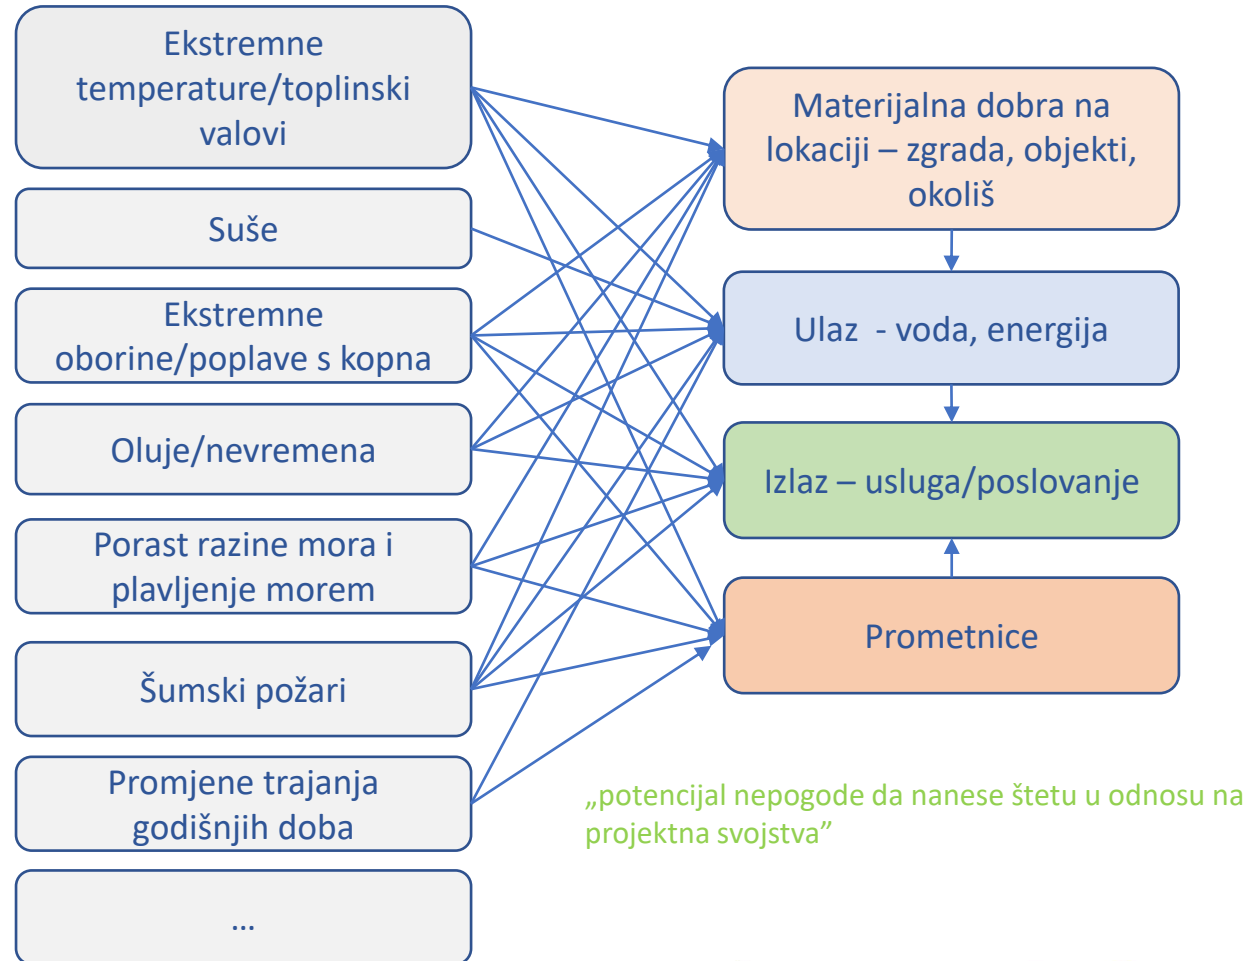 Ekstremne
temperature/toplinski
valovi
Suše
Ekstremne
oborine/poplave s kopna
Oluje/nevremena
Porast razine mora i
plavljenje morem
Šumski požari
Promjene trajanja
godišnjih doba
...
Materijalna dobra na
lokaciji – zgrada, objekti,
okoliš
Ulaz - voda, energija
Izlaz – usluga/poslovanje
Prometnice
„potencijal nepogode da nanese štetu u odnosu na
projektna svojstva”